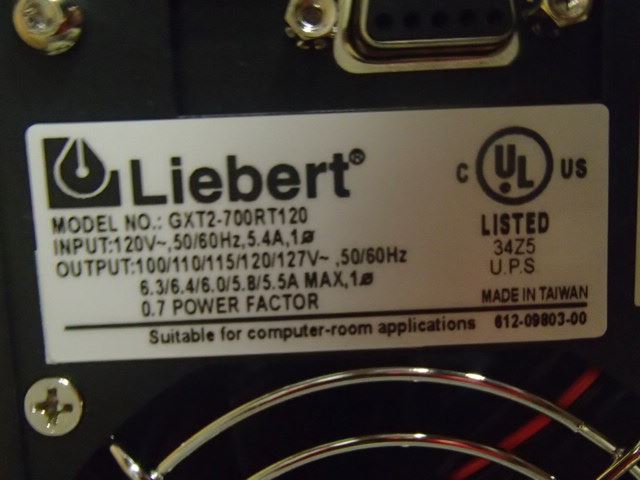 Liebert®
C UL US
LISTED
34Z5
U.P.S
MODEL NO.: GXT2-700RT120
INPUT:120V~,50/60Hz,5.4A,1ø
OUTPUT:100/110/115/120/127V~ ,50/60Hz
6.3/6.4/6.0/5.8/5.5A MAX,1ø
0.7 POWER FACTOR
MADE IN TAIWAN
Suitable for computer-room applications 612-09803-00